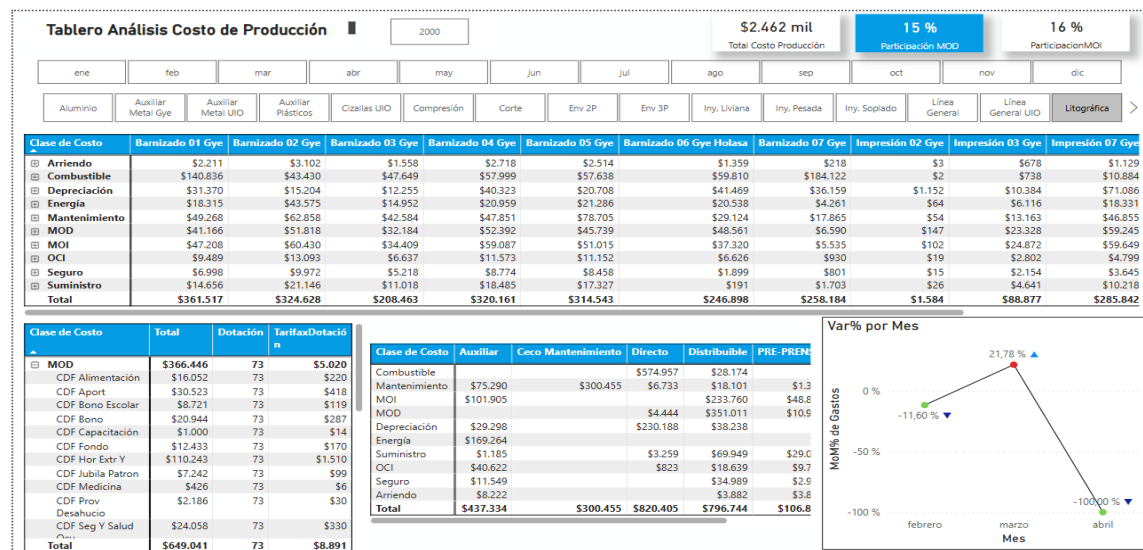 Tablero Análisis Costo de Producción
2000
$2.462 mil
Total Costo Producción
15 %
Participación MOD
16 %
ParticipacionMOI
ene feb mar abr may jun jul ago sep oct nov dic
Aluminio Auxiliar Metal Gye Auxiliar Metal UIO Auxiliar Plásticos Cizallas UIO Compresión Corte Env 2P Env 3P Iny. Liviana Iny. Pesada Iny. Soplado Línea General Línea General UIO Litográfica
Clase de Costo Barnizado 01 Gye Barnizado 02 Gye Barnizado 03 Gye Barnizado 04 Gye Barnizado 05 Gye Barnizado 06 Gye Holasa Barnizado 07 Gye Impresión 02 Gye Impresión 03 Gye Impresión 07 Gye
Arriendo $2.211 $3.102 $1.558 $2.718 $2.514 $1.359 $218 $3 $678 $1.129
Combustible $140.836 $43.430 $47.649 $57.999 $57.638 $59.810 $184.122 $2 $738 $10.884
Depreciación $31.370 $15.204 $12.255 $40.323 $20.708 $41.469 $36.159 $1.152 $10.384 $71.086
Energía $18.315 $43.575 $14.952 $20.959 $21.286 $20.538 $4.261 $64 $6.116 $18.331
Mantenimiento $49.268 $62.858 $42.584 $47.851 $78.705 $29.124 $17.865 $54 $13.163 $46.855
MOD $41.166 $51.818 $32.184 $52.392 $45.739 $48.561 $6.590 $147 $23.328 $59.245
MOI $47.208 $60.430 $34.409 $59.087 $51.015 $37.320 $5.535 $102 $24.872 $59.649
OCI $9.489 $13.093 $6.637 $11.573 $11.152 $6.626 $930 $19 $2.802 $4.799
Seguro $6.998 $9.972 $5.218 $8.774 $8.458 $1.899 $801 $15 $2.154 $3.645
Suministro $14.656 $21.146 $11.018 $18.485 $17.327 $191 $1.703 $26 $4.641 $10.218
Total $361.517 $324.628 $208.463 $320.161 $314.543 $246.898 $258.184 $1.584 $88.877 $285.842
Clase de Costo Total Dotación TarifaxDotació
n
MOD $366.446 73 $5.020
CDF Alimentación $16.052 73 $220
CDF Aport $30.523 73 $418
CDF Bono Escolar $8.721 73 $119
CDF Bono $20.944 73 $287
CDF Capacitación $1.000 73 $14
CDF Fondo $12.433 73 $170
CDF Hor Extr Y $110.243 73 $1.510
CDF Jubila Patron $7.242 73 $99
CDF Medicina $426 73 $6
CDF Prov $2.186 73 $30
Desahucio
CDF Seg Y Salud $24.058 73 $330
Total $649.041 73 $8.891
Clase de Costo Auxiliar Ceco Mantenimiento Directo Distribuible PRE-PRENS
Combustible $574.957 $28.174
Mantenimiento $75.290 $300.455 $6.733 $18.101 $1.3
MOI $101.905 $233.760 $48.8
MOD $4.444 $351.011 $10.9
Depreciación $29.298 $230.188 $38.238
Energía $169.264
Suministro $1.185 $3.259 $69.949 $29.0
OCI $40.622 $823 $18.639 $9.7
Seguro $11.549 $34.989 $2.9
Arriendo $8.222 $3.882 $3.8
Total $437.334 $300.455 $820.405 $796.744 $106.8
Var% por Mes
21,78 %
0 %
-11,60 %
-50 %
-100,00 %
-100 %
MoM% de Gastos
febrero marzo abril
Mes